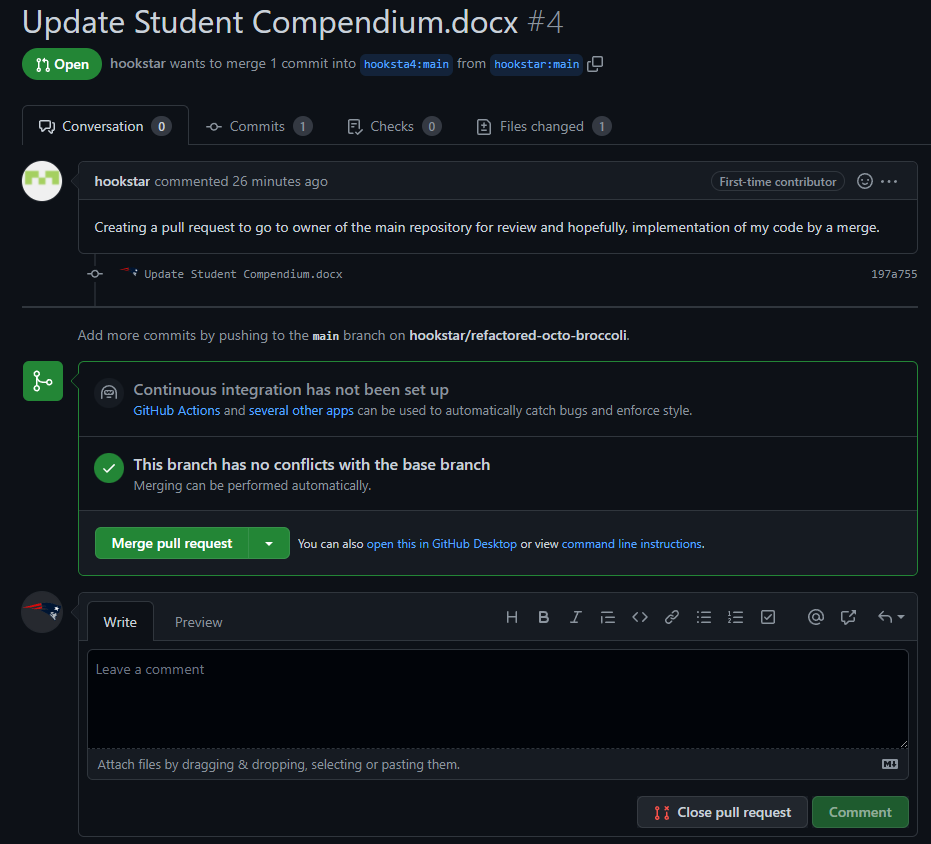 Update Student Compendium.docx #4
Open hookstar wants to merge 1 commit into hooksta4:main from hookstar:main
Conversation 0 Commits 1 Checks 0 Files changed 1
hookstar commented 26 minutes ago First-time contributor
Creating a pull request to go to owner of the main repository for review and hopefully, implementation of my code by a merge.
Update Student Compendium.docx 197a755
Add more commits by pushing to the main branch on hookstar/refactored-octo-broccoli.
Continuous integration has not been set up
GitHub Actions and several other apps can be used to automatically catch bugs and enforce style.
This branch has no conflicts with the base branch
Merging can be performed automatically.
Merge pull request You can also open this in GitHub Desktop or view command line instructions.
Write Preview
Leave a comment
Attach files by dragging & dropping, selecting or pasting them.
Close pull request Comment